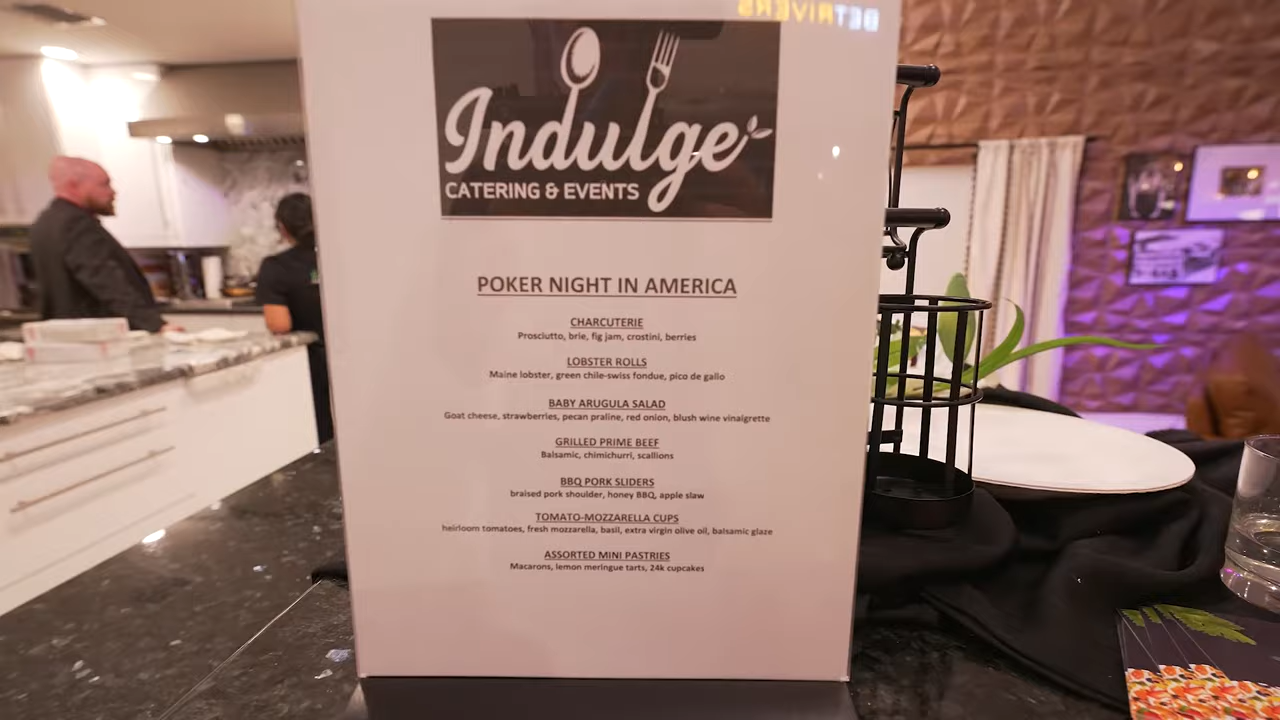 BETRIVERS
Indulge
CATERING & EVENTS
POKER NIGHT IN AMERICA
CHARCUTERIE
Prosciutto, brie, fig jam, crostini, berries
LOBSTER ROLLS
Maine lobster, green chile-swiss fondue, pico de gallo
BABY ARUGULA SALAD
Goat cheese, strawberries, pecan praline, red onion, blush wine vinaigrette
GRILLED PRIME BEEF
Balsamic, chimichurri, scallions
BBQ PORK SLIDERS
braised pork shoulder, honey BBQ, apple slaw
TOMATO-MOZZARELLA CUPS
heirloom tomatoes, fresh mozzarella, basil, extra virgin olive oil, balsamic glaze
ASSORTED MINI PASTRIES
Macarons, lemon meringue tarts, 24k cupcakes